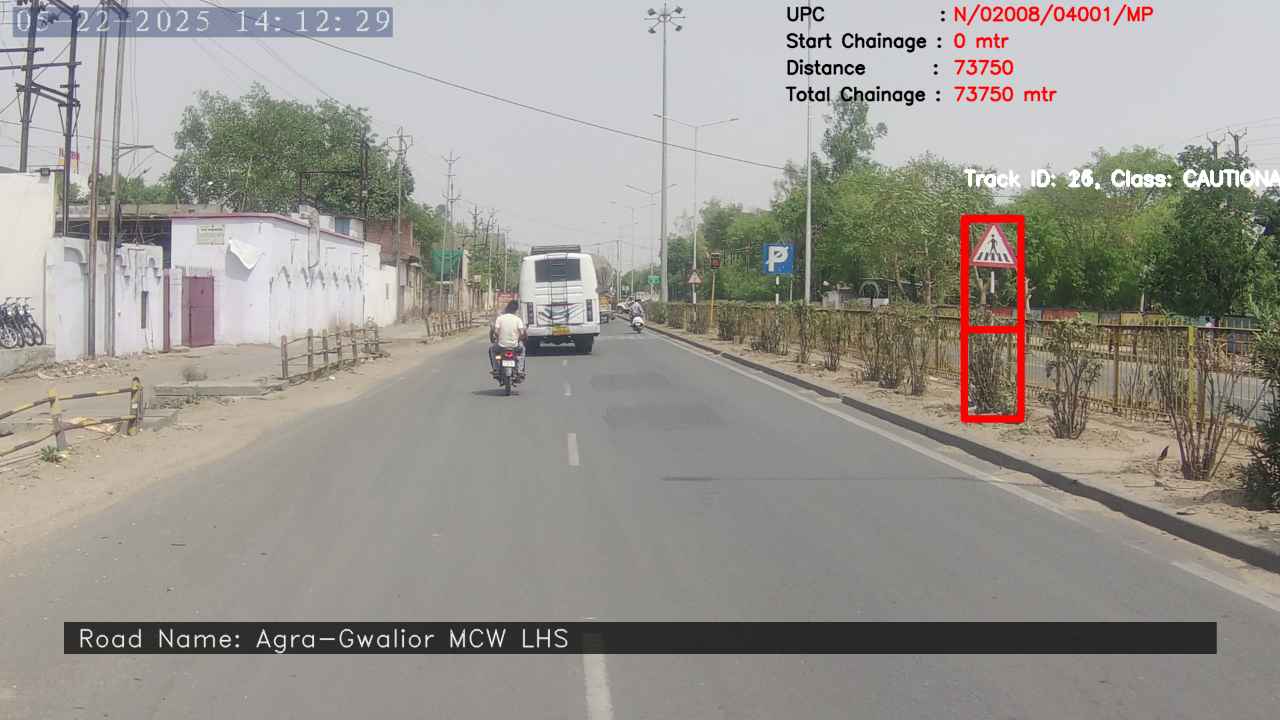 05-22-2025 14:12:29
UPC : N/02008/04001/MP
Start Chainage : 0 mtr
Distance : 73750
Total Chainage : 73750 mtr
Track ID: 26, Class: CAUTIONA
P
Road Name: Agra-Gwalior MCW LHS